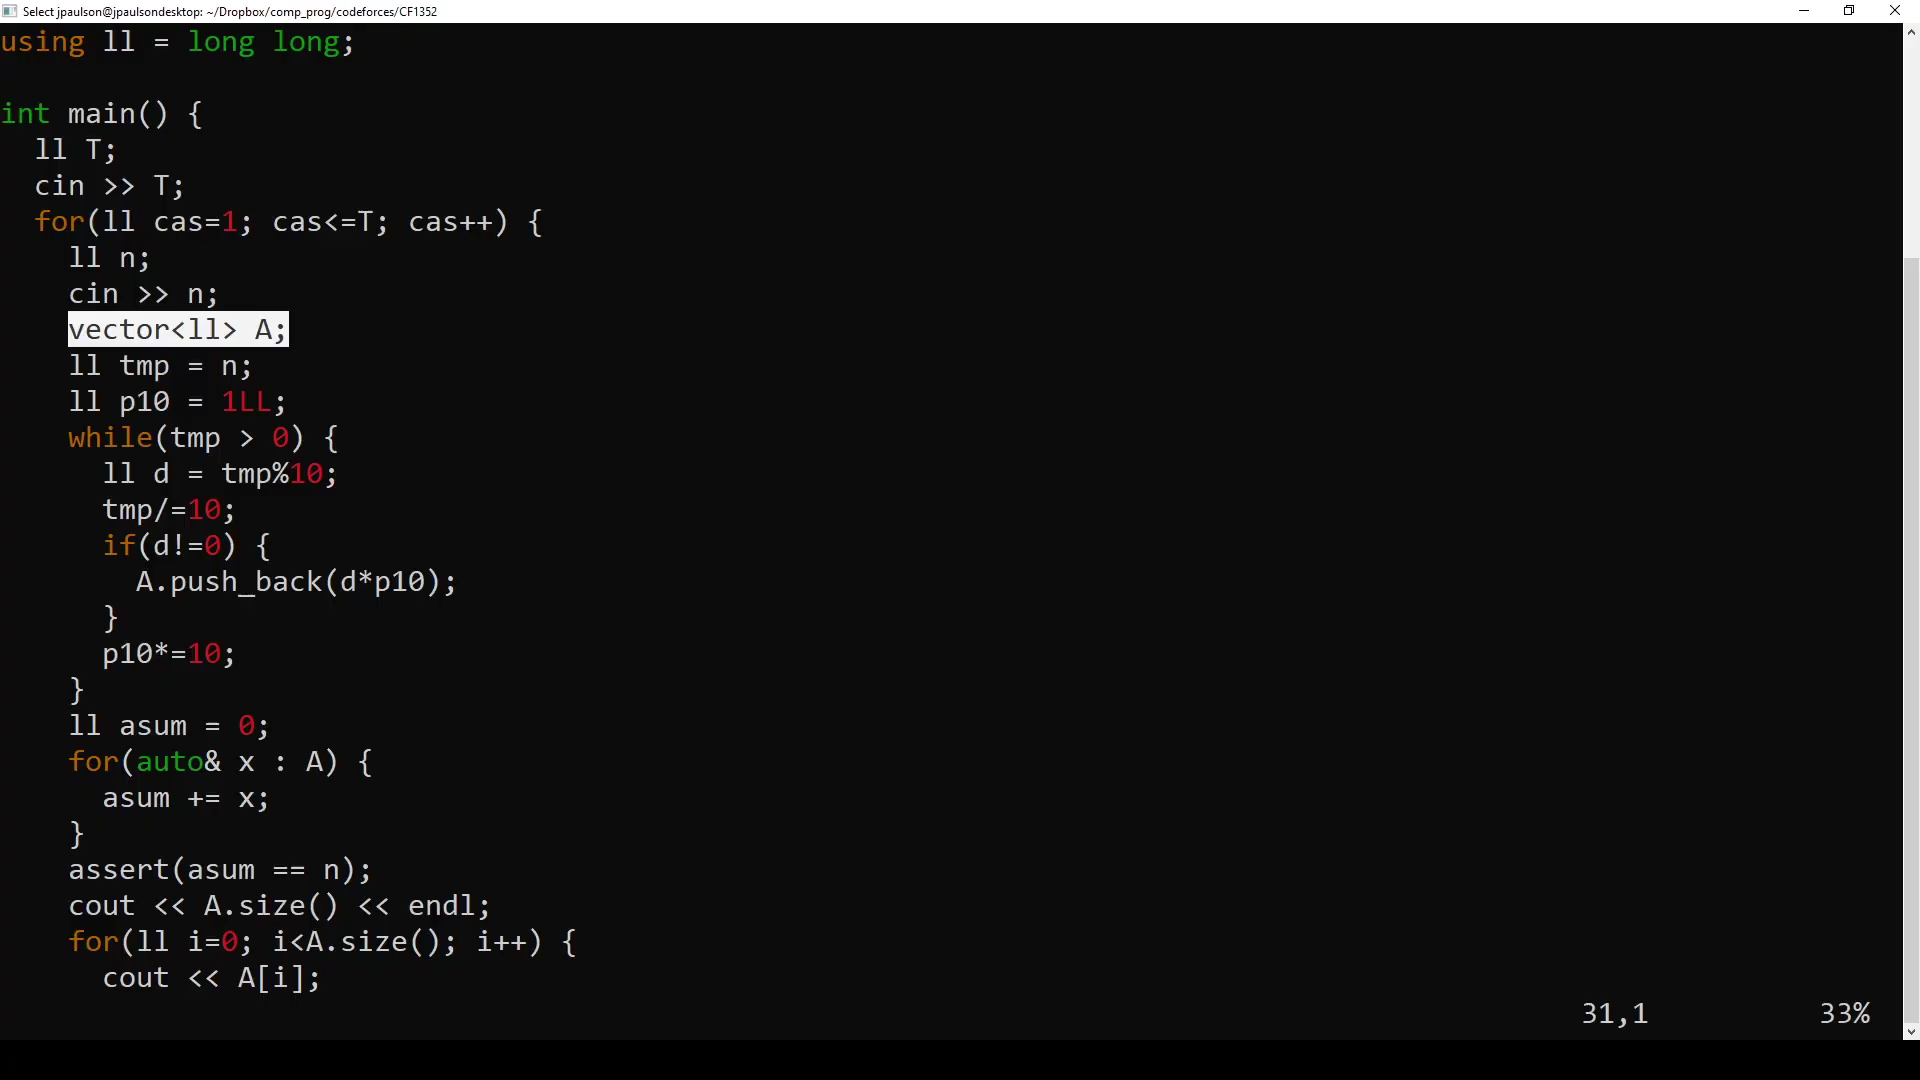 Select jpaulson@jpaulsondesktop: ~/Dropbox/comp_prog/codeforces/CF1352
using ll = long long;
int main() {
  ll T;
  cin >> T;
  for(ll cas=1; cas<=T; cas++) {
    ll n;
    cin >> n;
    vector<ll> A;
    ll tmp = n;
    ll p10 = 1LL;
    while(tmp > 0) {
      ll d = tmp%10;
      tmp/=10;
      if(d!=0) {
        A.push_back(d*p10);
      }
      p10*=10;
    }
    ll asum = 0;
    for(auto& x : A) {
      asum += x;
    }
    assert(asum == n);
    cout << A.size() << endl;
    for(ll i=0; i<A.size(); i++) {
      cout << A[i];
31,1 33%